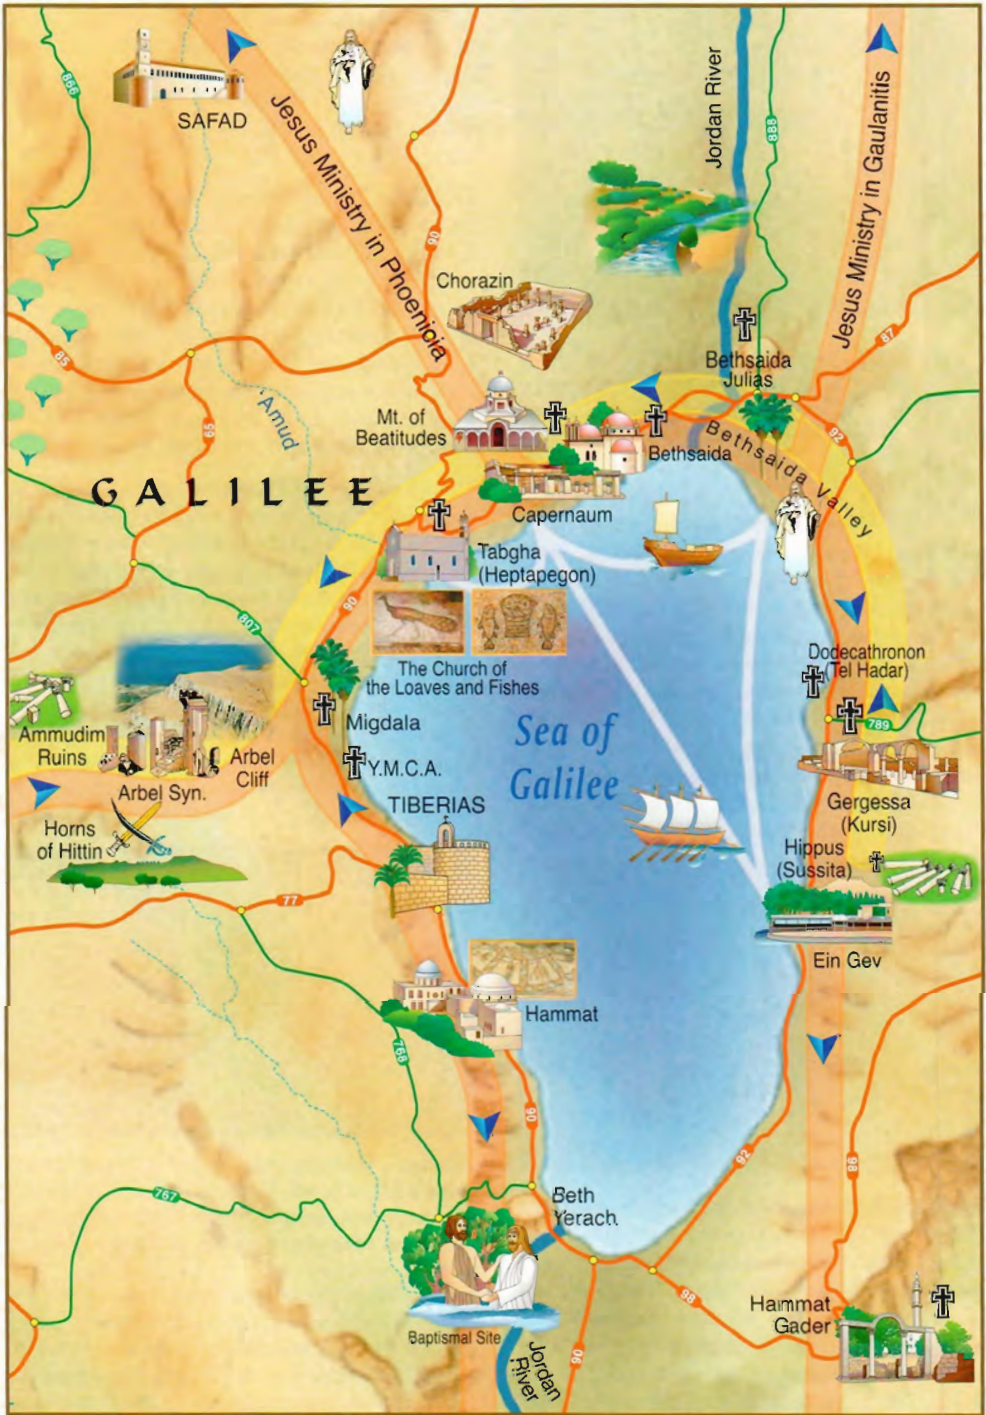 866
SAFAD
Jesus Ministry in Phoenicia
90
Jordan River
888
Jesus Ministry in Gaulanitis
Chorazin
87
85
Bethsaida
Julias
'Amud
65
Mt. of
Beatitudes
Bethsaida
Bethsaida Valley
92
GALILEE
Capernaum
Tabgha
(Heptapegon)
90
807
The Church of
the Loaves and Fishes
Dodecathronon
(Tel Hadar)
Ammudim
Ruins
Arbel
Cliff
Arbel Syn.
Migdala
Y.M.C.A.
Sea of
Galilee
789
Gergessa
(Kursi)
TIBERIAS
Horns
of Hittin
Hippus
(Sussita)
77
Ein Gev
Hammat
768
90
92
98
767
Beth
Yerach
98
Hammat
Gader
Baptismal Site
Jordan
River
90